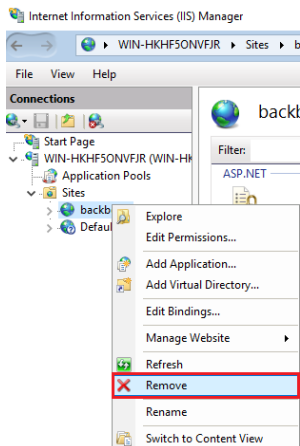 Internet Information Services (IIS) Manager
WIN-HKHF5ONVFJR Sites b
File View Help
Connections
backb
Start Page
Filter:
WIN-HKHF5ONVFJR (WIN-HK
Application Pools
ASP.NET
Sites
backb
Defaul
Explore
Edit Permissions...
Add Application...
Add Virtual Directory...
Edit Bindings...
Manage Website
Refresh
Remove
Rename
Switch to Content View